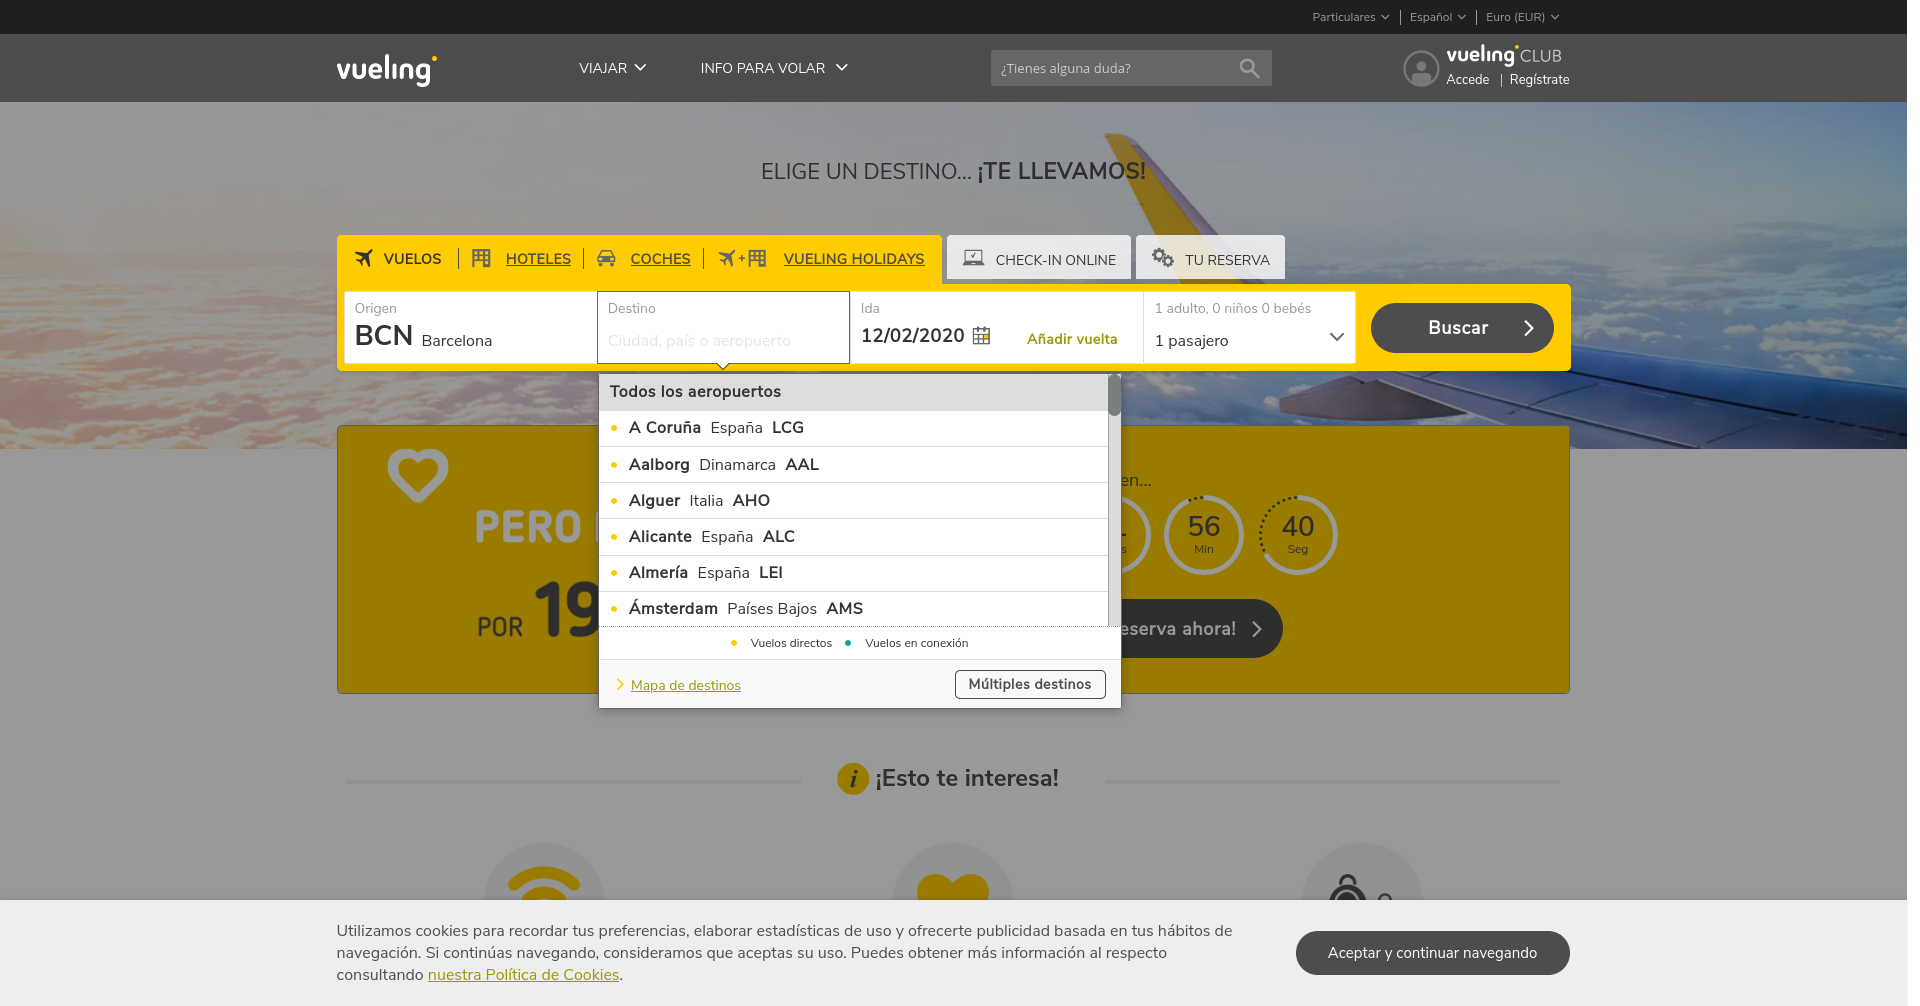 Particulares
Español
Euro (EUR)
vueling
VIAJAR
INFO PARA VOLAR
¿Tienes alguna duda?
vueling CLUB
Accede | Regístrate
ELIGE UN DESTINO... ¡TE LLEVAMOS!
VUELOS
HOTELES
COCHES
+
VUELING HOLIDAYS
CHECK-IN ONLINE
TU RESERVA
Origen
BCN Barcelona
Destino
Ciudad, país o aeropuerto
Ida
12/02/2020
Añadir vuelta
1 adulto, 0 niños 0 bebés
1 pasajero
Buscar
Todos los aeropuertos
A Coruña España LCG
Aalborg Dinamarca AAL
Alguer Italia AHO
Alicante España ALC
Almería España LEI
Ámsterdam Países Bajos AMS
Vuelos directos
Vuelos en conexión
Mapa de destinos
Múltiples destinos
PERO
POR 19
en...
56
Min
40
Seg
eserva ahora!
i ¡Esto te interesa!
Utilizamos cookies para recordar tus preferencias, elaborar estadísticas de uso y ofrecerte publicidad basada en tus hábitos de
navegación. Si continúas navegando, consideramos que aceptas su uso. Puedes obtener más información al respecto
consultando nuestra Política de Cookies.
Aceptar y continuar navegando